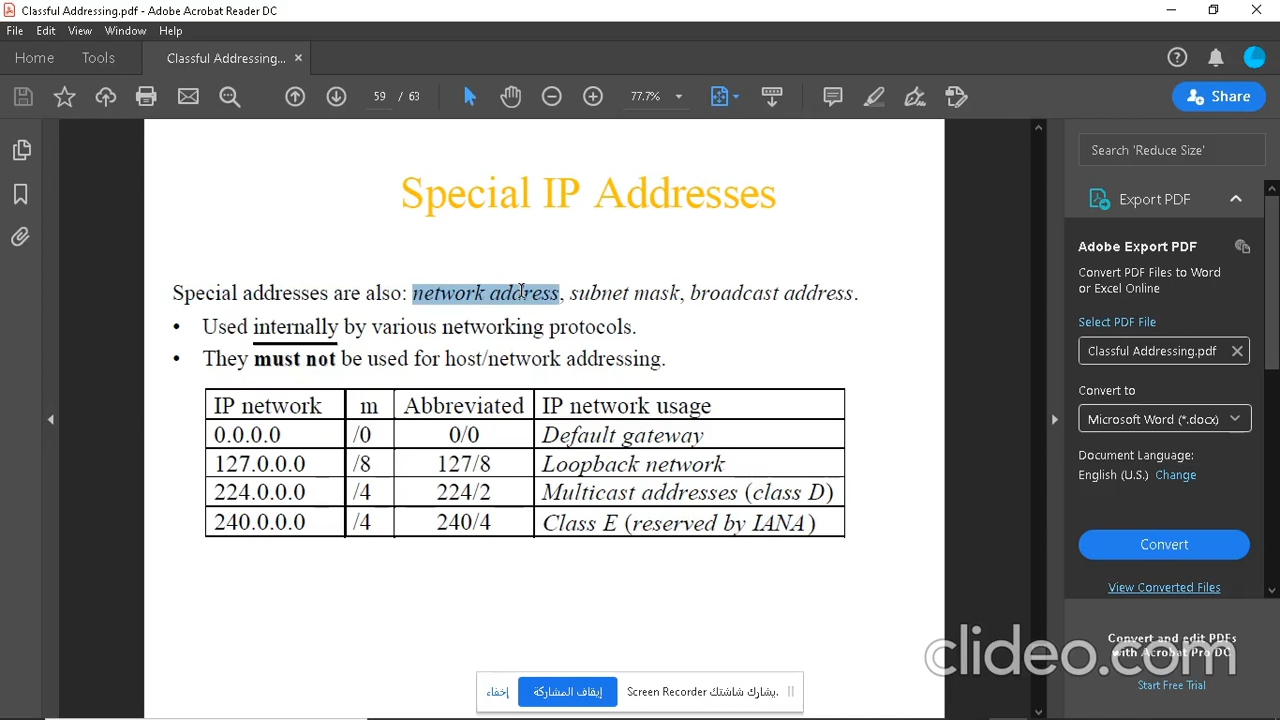 Classful Addressing.pdf - Adobe Acrobat Reader DC
File Edit View Window Help
Home Tools Classful Addressing... ×
59 / 63 77.7% Share
Search 'Reduce Size'
Special IP Addresses
Export PDF
Adobe Export PDF
Convert PDF Files to Word
or Excel Online
Special addresses are also: network address, subnet mask, broadcast address.
• Used internally by various networking protocols.
• They must not be used for host/network addressing.
Select PDF File
Classful Addressing.pdf
Convert to
Microsoft Word (*.docx)
IP network m Abbreviated IP network usage
0.0.0.0 /0 0/0 Default gateway
127.0.0.0 /8 127/8 Loopback network
224.0.0.0 /4 224/2 Multicast addresses (class D)
240.0.0.0 /4 240/4 Class E (reserved by IANA)
Document Language:
English (U.S.) Change
Convert
View Converted Files
Convert and edit PDFs
with Acrobat Pro DC
Start Free Trial
clideo.com
يشارك شاشتك Screen Recorder. إيقاف المشاركة إخفاء